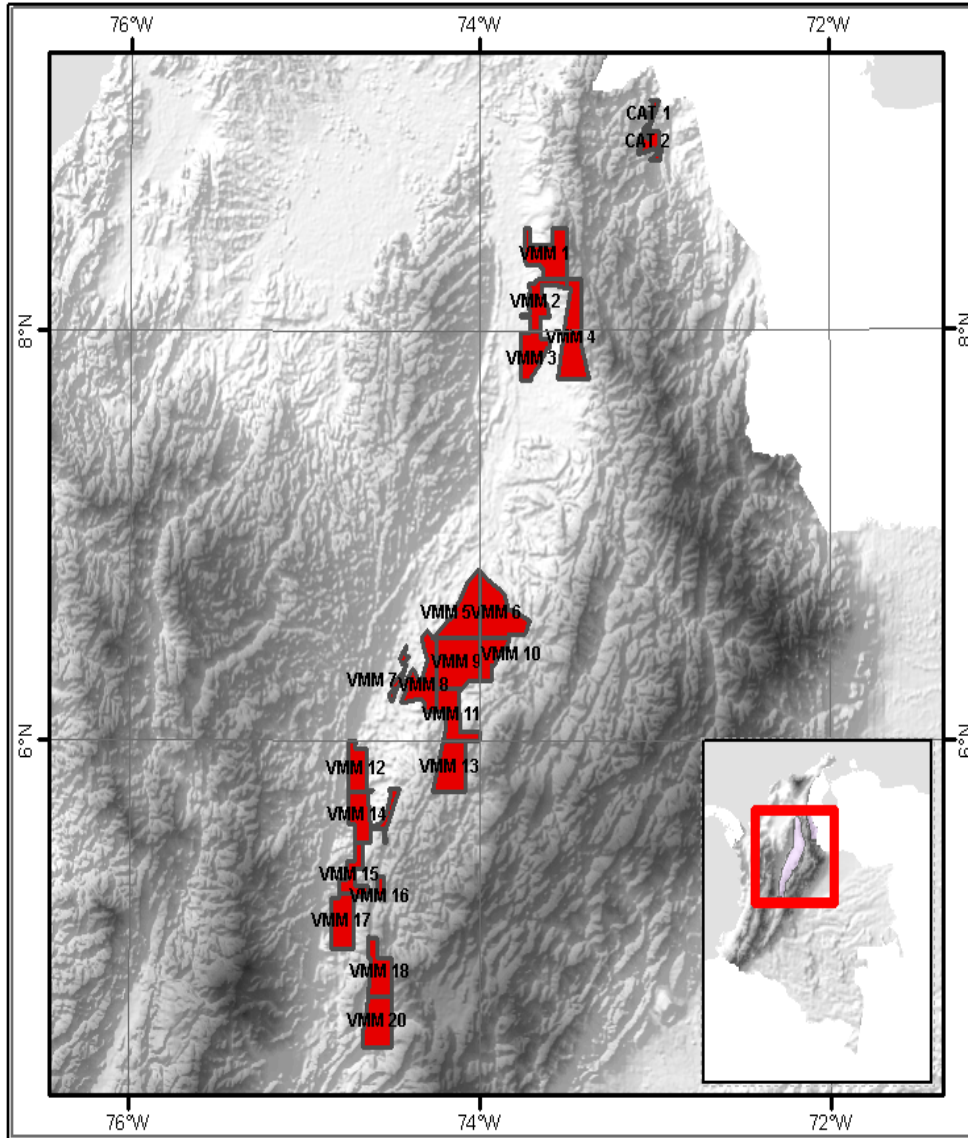 76°W 74°W 72°W
CAT 1
CAT 2
VMM 1
VMM 2
8°N 8°N
VMM 4
VMM 3
VMM 5 VMM 6
VMM 10
VMM 9
VMM 7 VMM 8
VMM 11
6°N 6°N
VMM 12 VMM 13
VMM 14
VMM 15
VMM 16
VMM 17
VMM 18
VMM 20
76°W 74°W 72°W